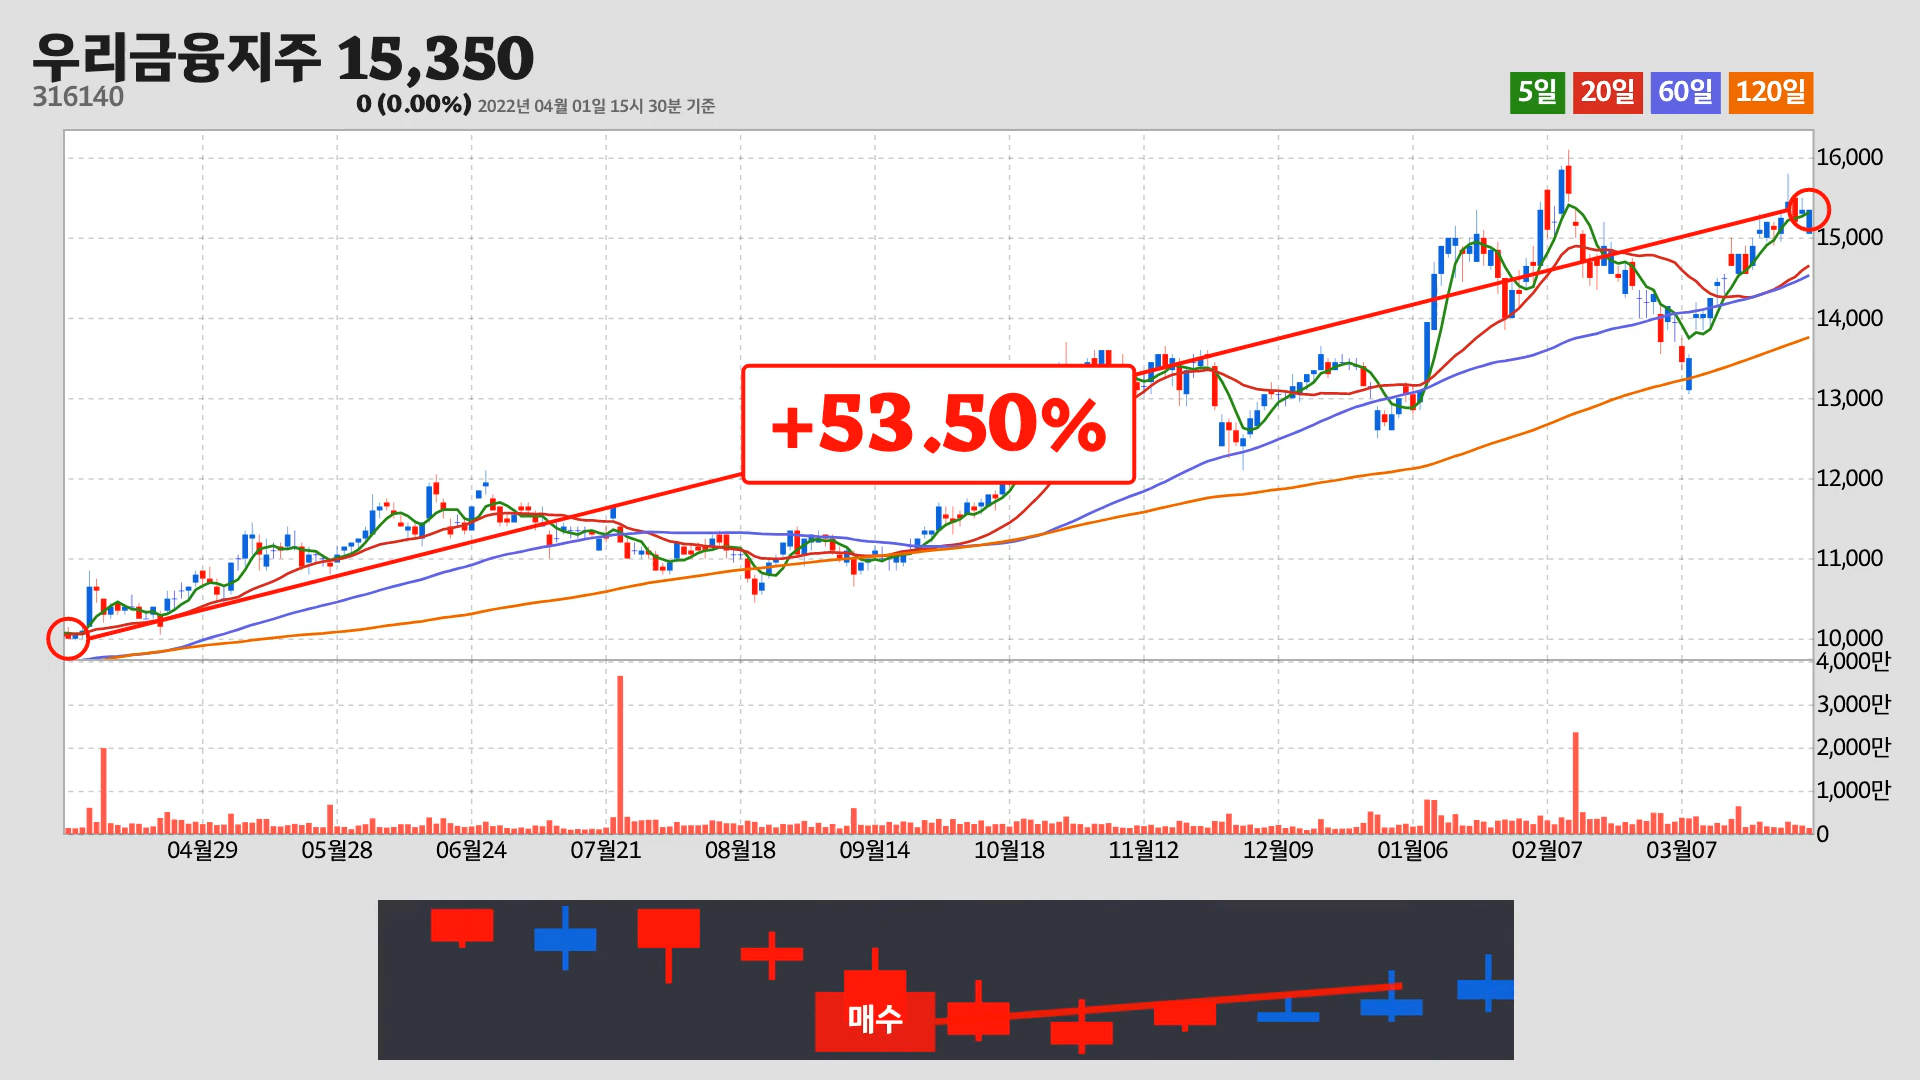 우리금융지주 15,350
316140
0 (0.00%) 2022년 04월 01일 15시 30분 기준
5일 20일 60일 120일
16,000
15,000
14,000
13,000
12,000
11,000
10,000
+53.50%
4,000만
3,000만
2,000만
1,000만
0
04월29 05월28 06월24 07월21 08월18 09월14 10월18 11월12 12월09 01월06 02월07 03월07
매수